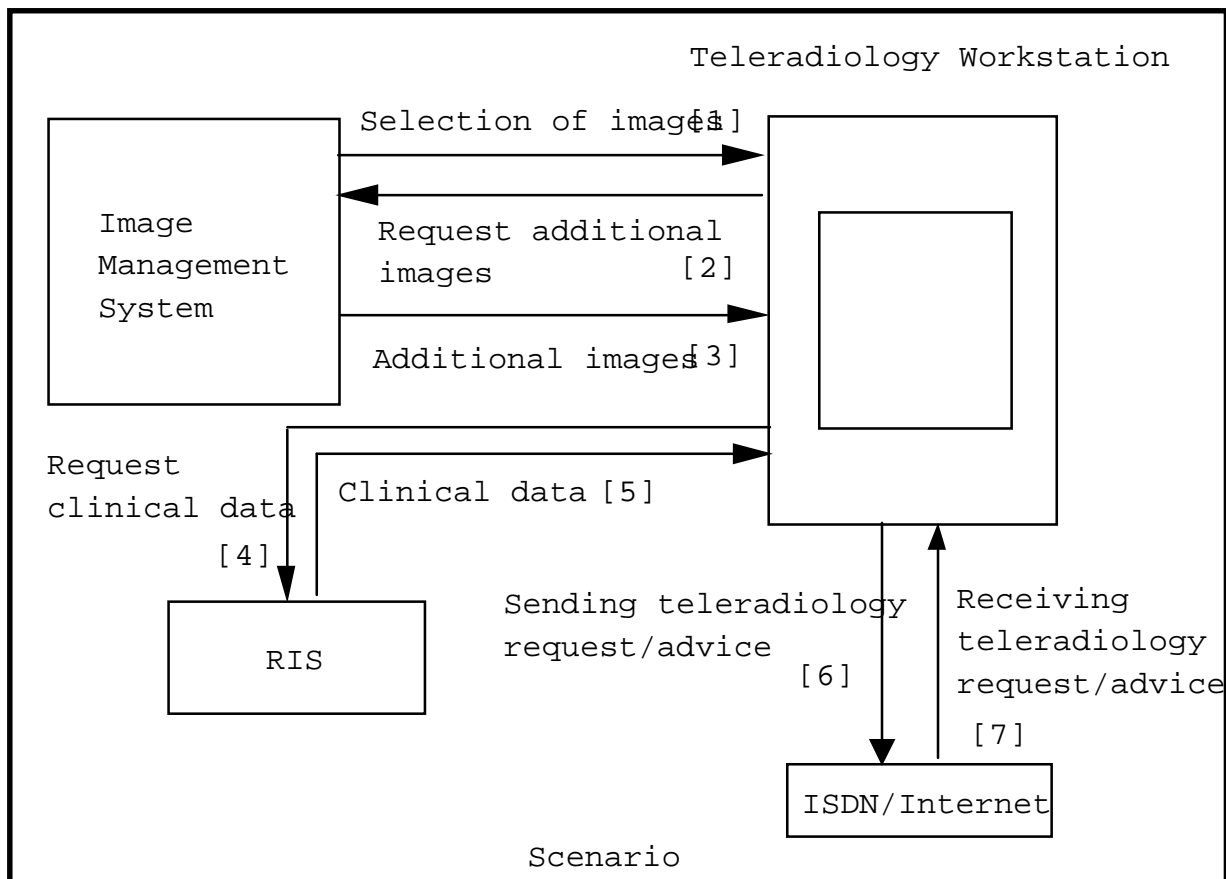 Teleradiology Workstation
Selection of images [1]
Image
Management
System
Request additional
images [2]
Additional images [3]
Request
clinical data
[4]
Clinical data [5]
RIS
Sending teleradiology
request/advice
[6]
Receiving
teleradiology
request/advice
[7]
ISDN/Internet
Scenario